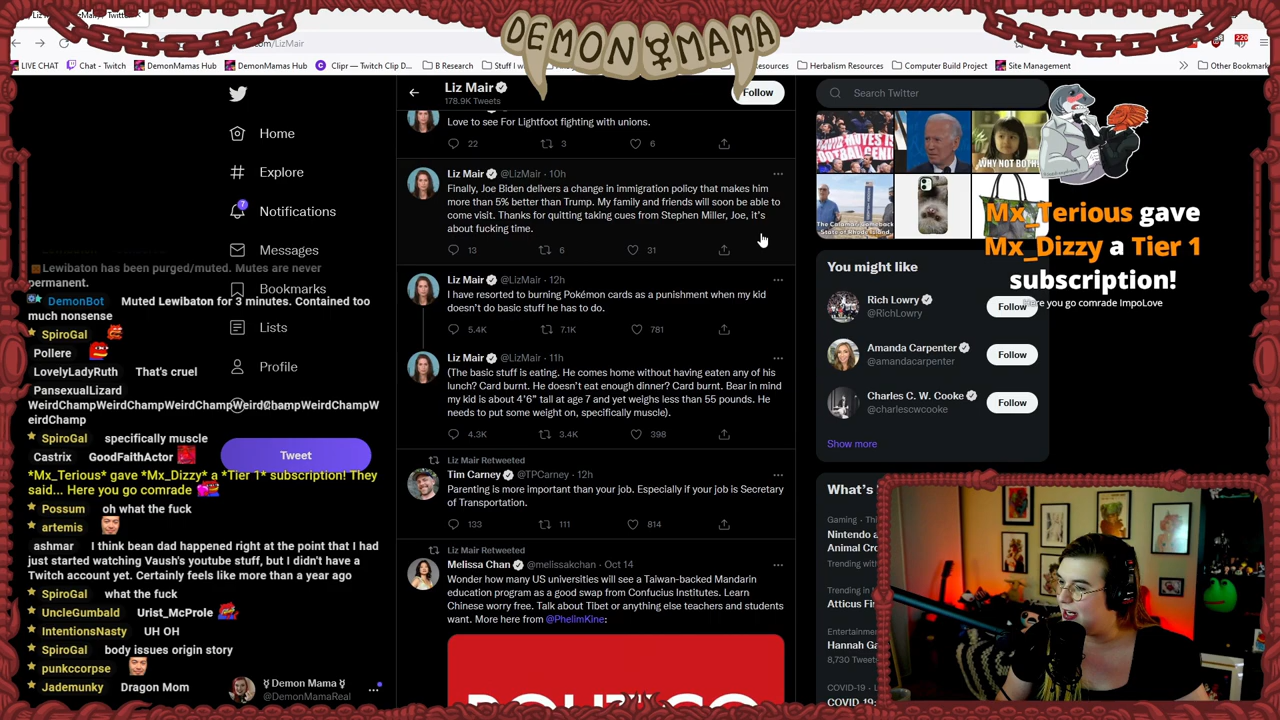 DEMON MAMA
/LizMair
LIVE CHAT
Chat - Twitch
DemonMamas Hub
DemonMamas Hub
Clipr — Twitch Clip D...
B Research
Stuff I w
Resources
Herbalism Resources
Computer Build Project
Site Management
Other Bookmark
Home
Explore
Notifications
7
Messages
Bookmarks
Lists
Profile
Tweet
☿ Demon Mama ☿
@DemonMamaReal
Lewibaton has been purged/muted. Mutes are never
permanent.
DemonBot Muted Lewibaton for 3 minutes. Contained too
much nonsense
SpiroGal
Pollere
LovelyLadyRuth That's cruel
PansexualLizard
WeirdChampWeirdChampWeirdChampWeirdChampWeirdChampW
eirdChamp
SpiroGal specifically muscle
Castrix GoodFaithActor
*Mx_Terious* gave *Mx_Dizzy* a *Tier 1* subscription! They
said... Here you go comrade
Possum oh what the fuck
artemis
ashmar I think bean dad happened right at the point that I
had just started watching Vaush's youtube stuff, but I didn't have a
Twitch account yet. Certainly feels like more than a year ago
SpiroGal what the fuck
UncleGumbald Urist_McProle
IntentionsNasty UH OH
SpiroGal body issues origin story
punkccorpse
Jademunky Dragon Mom
Liz Mair
178.9K Tweets
Follow
Love to see For Lightfoot fighting with unions.
22 3 6
Liz Mair @LizMair · 10h
Finally, Joe Biden delivers a change in immigration policy that makes him
more than 5% better than Trump. My family and friends will soon be able to
come visit. Thanks for quitting taking cues from Stephen Miller, Joe, it's
about fucking time.
13 6 31
Liz Mair @LizMair · 12h
I have resorted to burning Pokémon cards as a punishment when my kid
doesn't do basic stuff he has to do.
5.4K 7.1K 781
Liz Mair @LizMair · 11h
(The basic stuff is eating. He comes home without having eaten any of his
lunch? Card burnt. He doesn't eat enough dinner? Card burnt. Bear in mind
my kid is about 4'6" tall at age 7 and yet weighs less than 55 pounds. He
needs to put some weight on, specifically muscle).
4.3K 3.4K 398
Liz Mair Retweeted
Tim Carney @TPCarney · 12h
Parenting is more important than your job. Especially if your job is Secretary
of Transportation.
133 111 814
Liz Mair Retweeted
Melissa Chan @melissakchan · Oct 14
Wonder how many US universities will see a Taiwan-backed Mandarin
education program as a good swap from Confucius Institutes. Learn
Chinese worry free. Talk about Tibet or anything else teachers and students
want. More here from @PhelimKine:
Search Twitter
WHY NOT BOTH
Mx_Terious gave
Mx_Dizzy a Tier 1
subscription!
Here you go comrade ImpoLove
You might like
Rich Lowry
@RichLowry
Follow
Amanda Carpenter
@amandacarpenter
Follow
Charles C. W. Cooke
@charlescwcooke
Follow
Show more
What's
Gaming · Th
Nintendo a
Animal Cro
Trending with
Trending in
Atticus Fi
Entertainmen
Hannah Ga
8,730 Tweets
COVID-19
COVID-19: